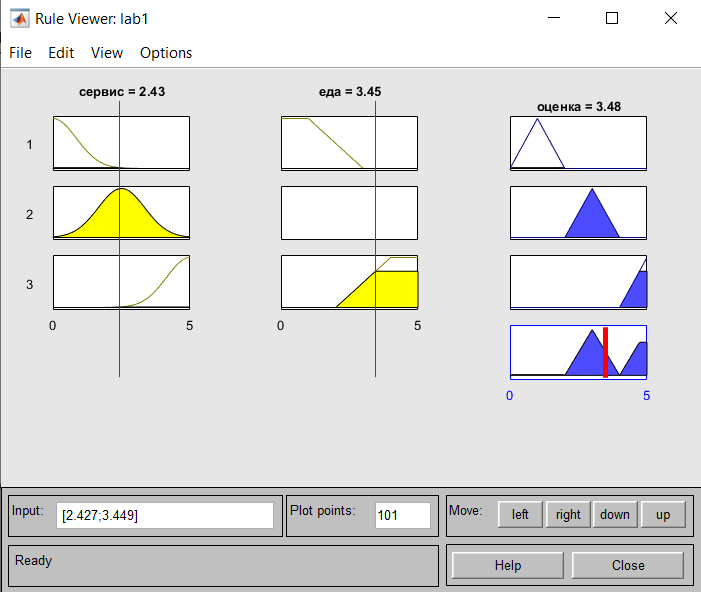 Rule Viewer: lab1
File Edit View Options
сервис = 2.43
еда = 3.45
оценка = 3.48
1
2
3
0 5
0 5
0 5
Input: [2.427;3.449]
Plot points: 101
Move: left right down up
Ready
Help Close